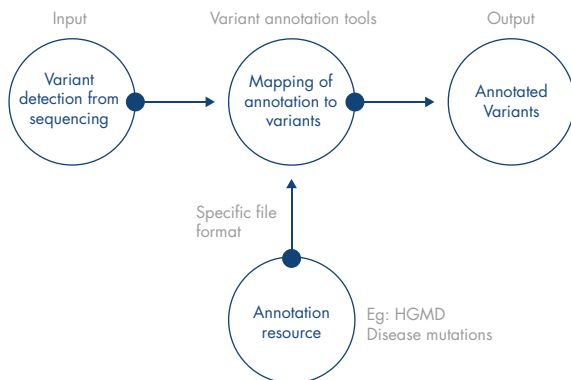 Input
Variant annotation tools
Output
Variant
detection from
sequencing
Mapping of
annotation to
variants
Annotated
Variants
Specific file
format
Annotation
resource
Eg: HGMD
Disease mutations